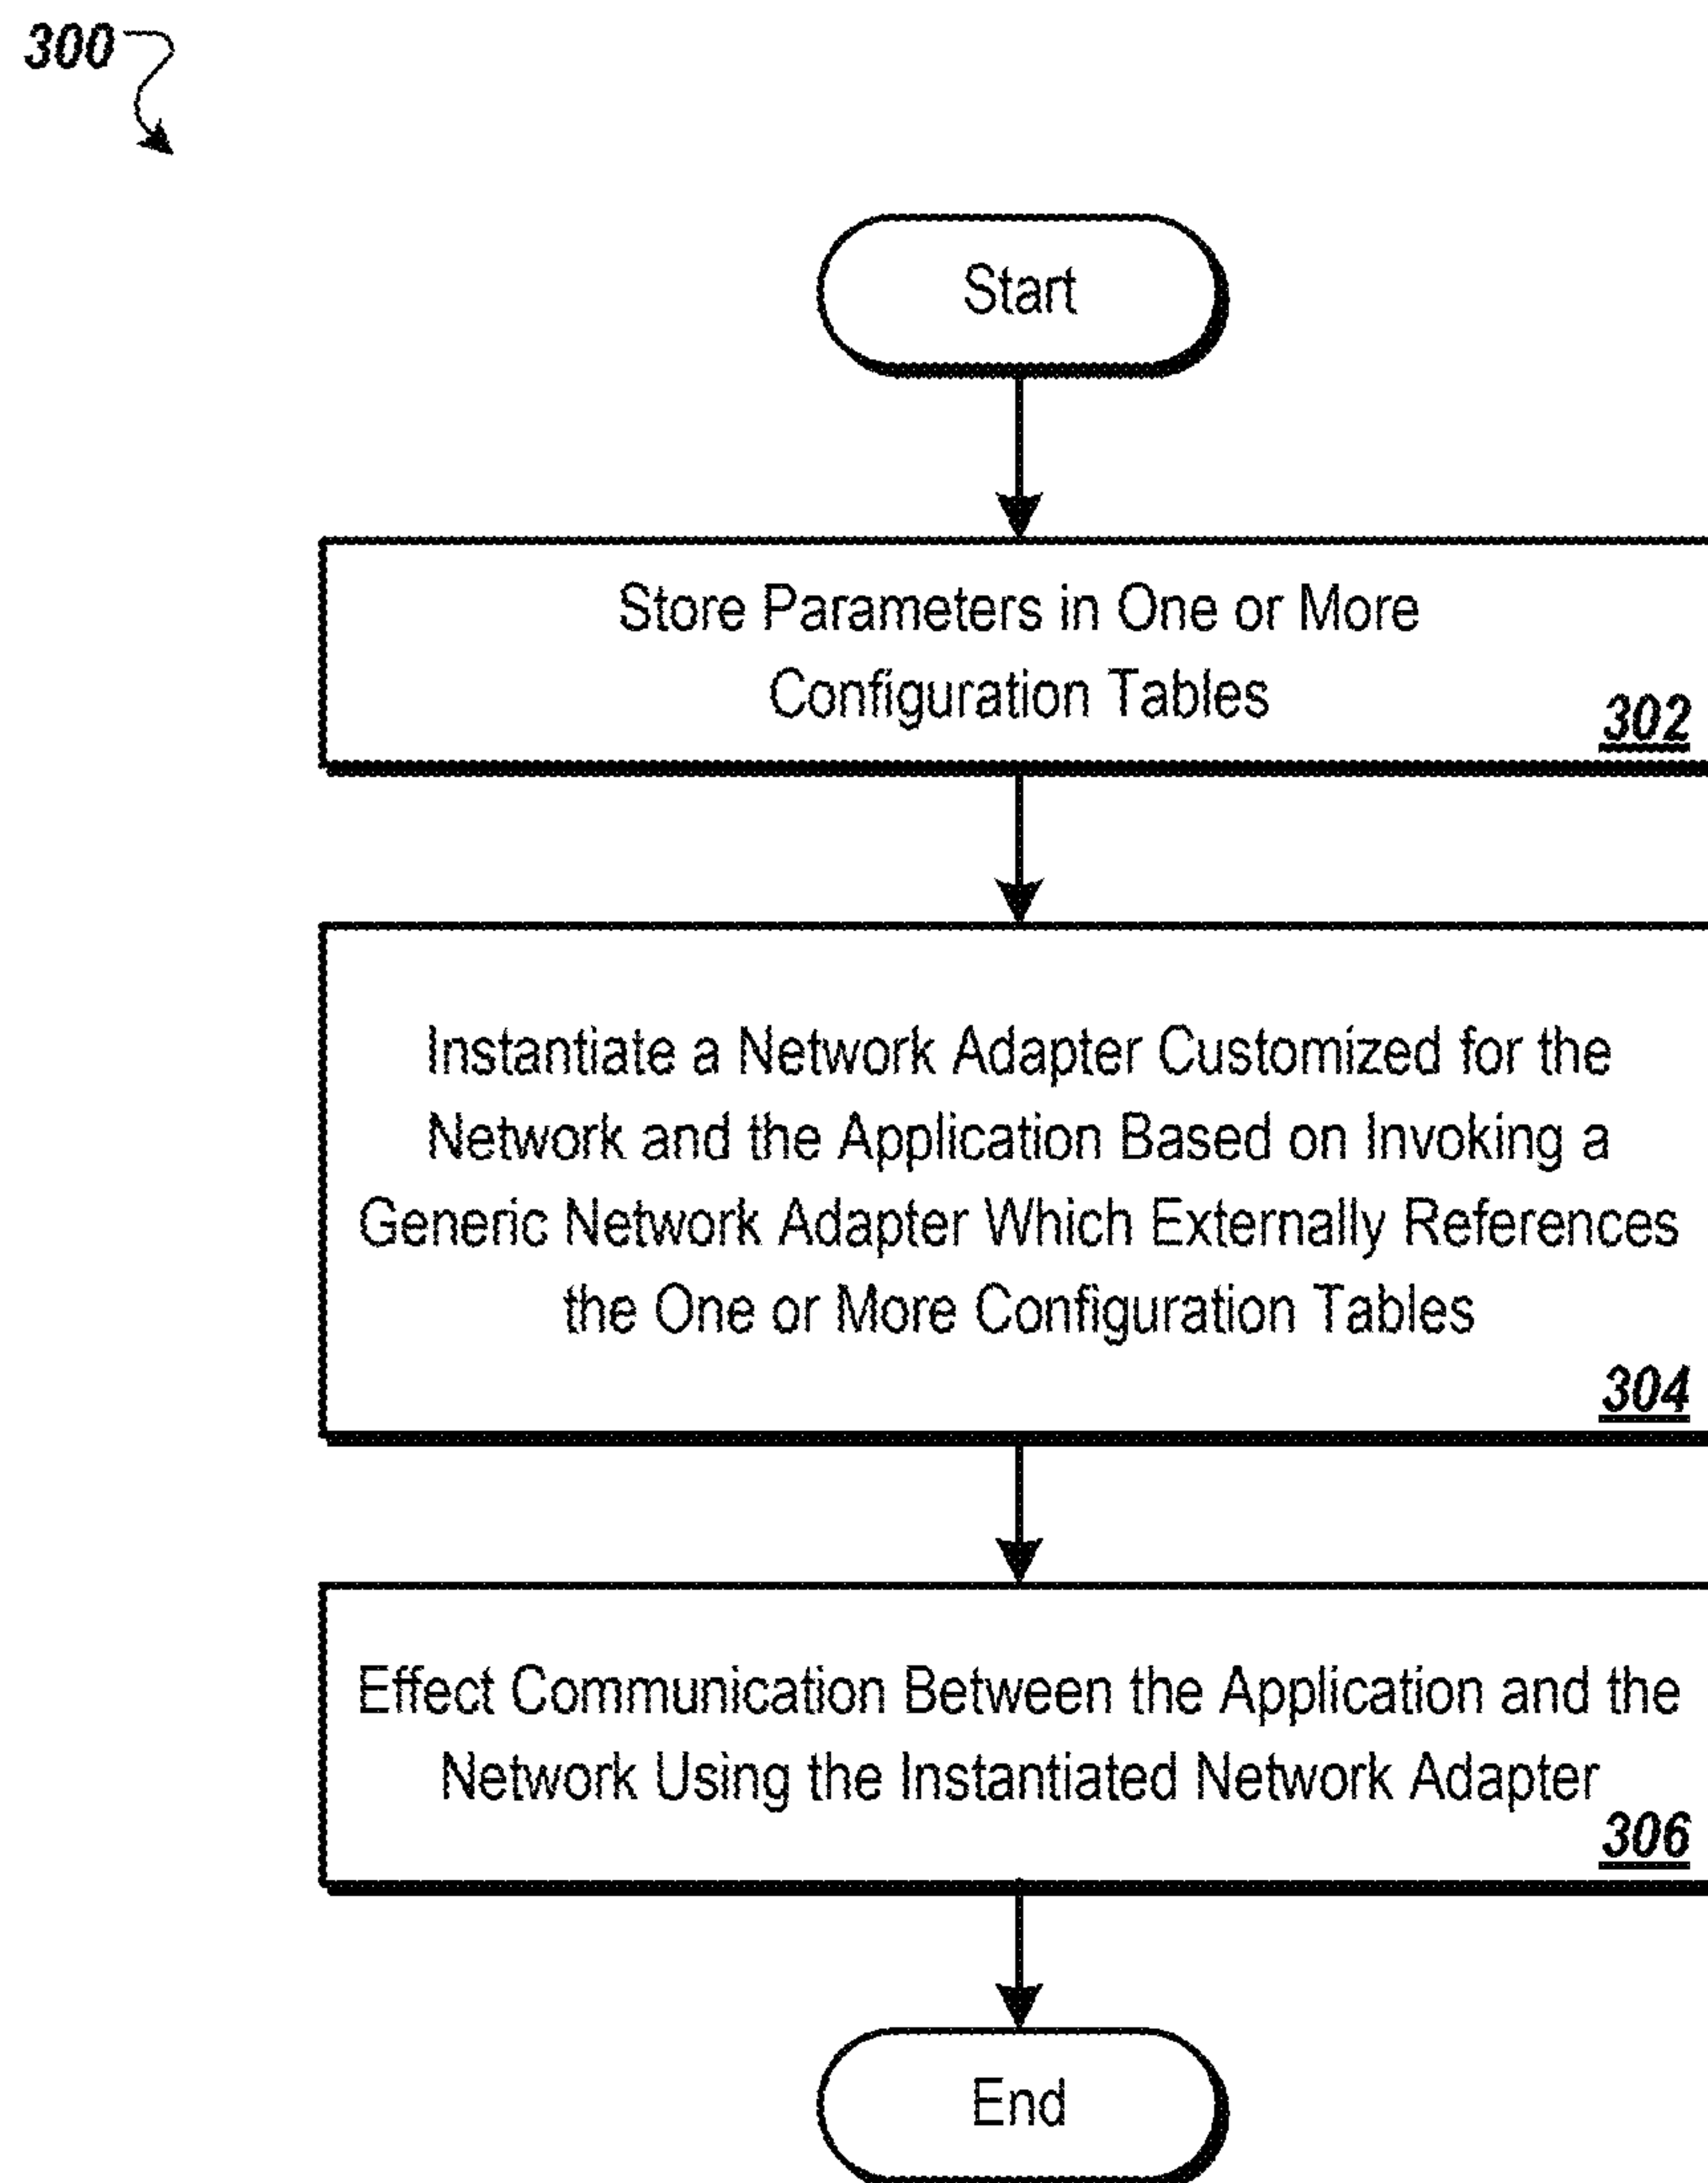 300
Start
Store Parameters in One or More
Configuration Tables
302
Instantiate a Network Adapter Customized for the
Network and the Application Based on Invoking a
Generic Network Adapter Which Externally References
the One or More Configuration Tables
304
Effect Communication Between the Application and the
Network Using the Instantiated Network Adapter
306
End